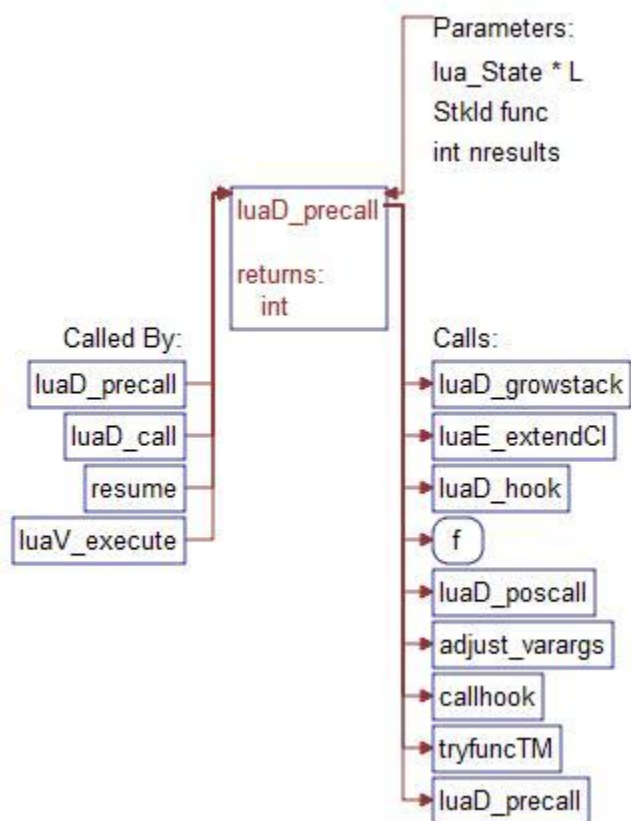 Parameters:
lua_State * L
StkId func
int nresults
luaD_precall
returns:
int
Called By:
luaD_precall
luaD_call
resume
luaV_execute
Calls:
luaD_growstack
luaE_extendCI
luaD_hook
f
luaD_poscall
adjust_varargs
callhook
tryfuncTM
luaD_precall